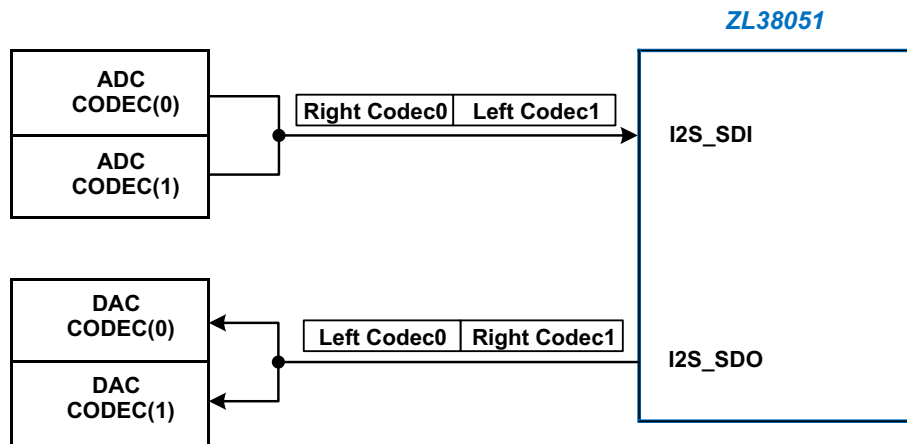 ZL38051
ADC
CODEC(0)
Right Codec0 Left Codec1
ADC
CODEC(1)
I2S_SDI
DAC
CODEC(0)
Left Codec0 Right Codec1
DAC
CODEC(1)
I2S_SDO